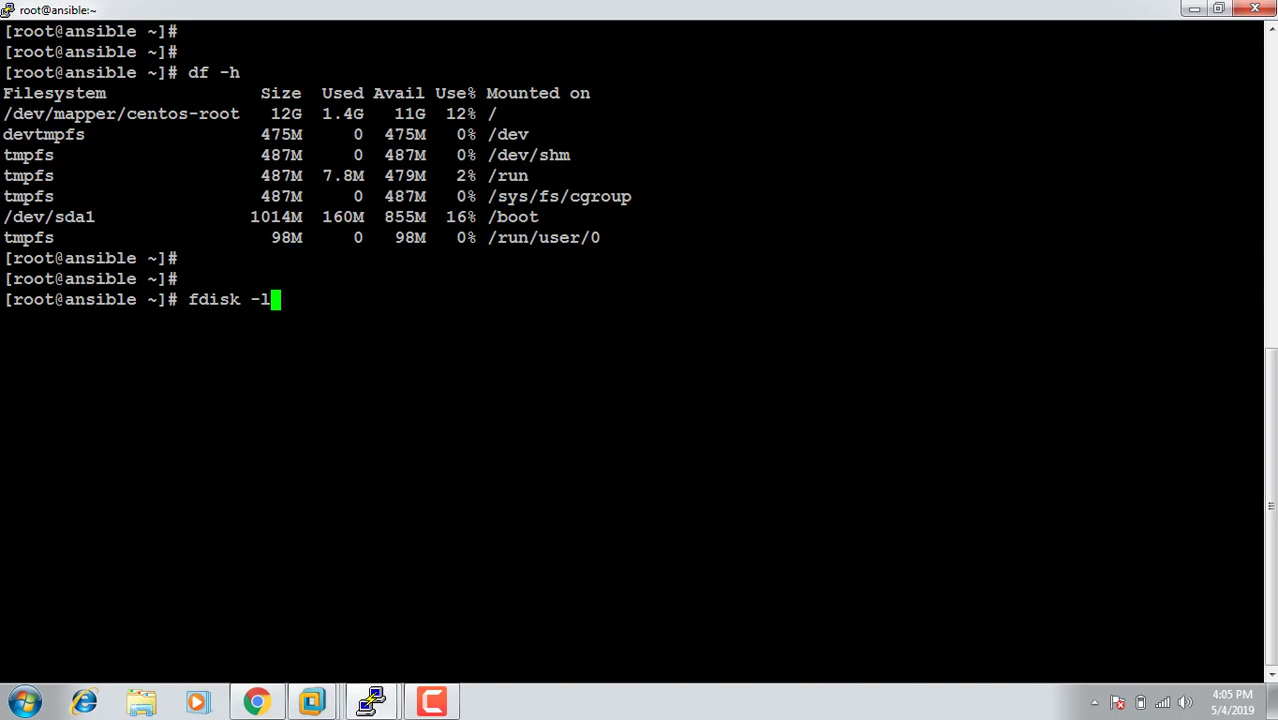 root@ansible:~
[root@ansible ~]#
[root@ansible ~]#
[root@ansible ~]# df -h
Filesystem               Size  Used Avail Use% Mounted on
/dev/mapper/centos-root   12G  1.4G   11G  12% /
devtmpfs                 475M     0  475M   0% /dev
tmpfs                    487M     0  487M   0% /dev/shm
tmpfs                    487M  7.8M  479M   2% /run
tmpfs                    487M     0  487M   0% /sys/fs/cgroup
/dev/sda1               1014M  160M  855M  16% /boot
tmpfs                     98M     0   98M   0% /run/user/0
[root@ansible ~]#
[root@ansible ~]#
[root@ansible ~]# fdisk -l
4:05 PM
5/4/2019